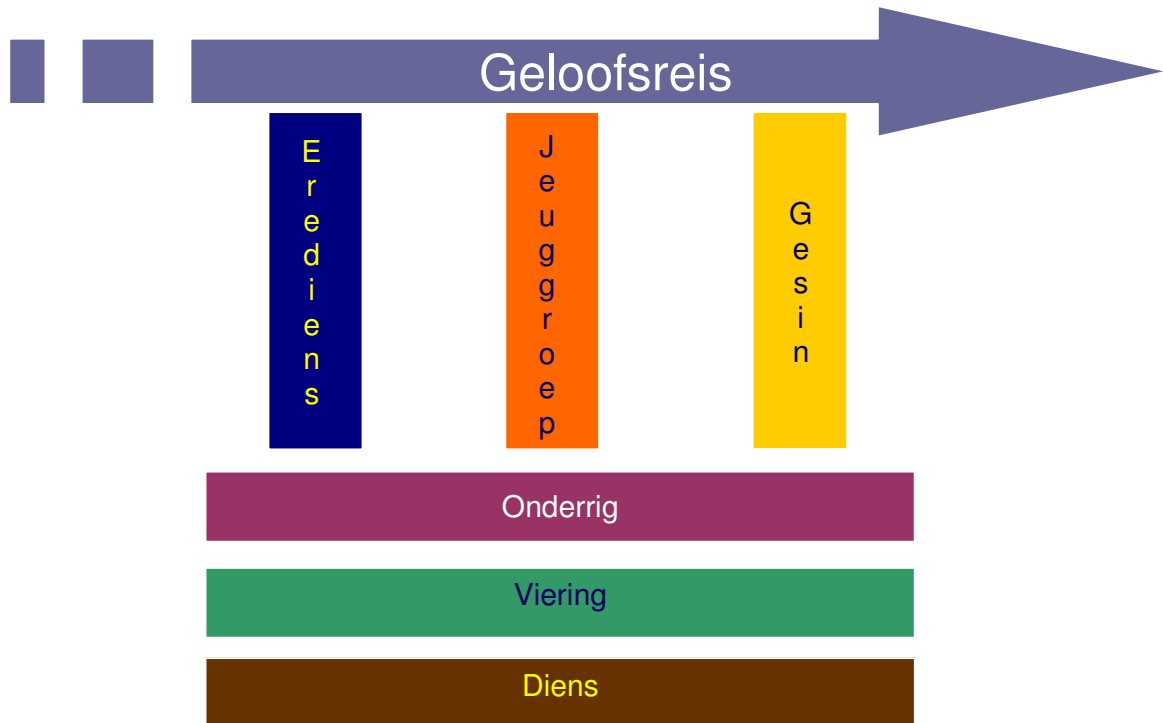 Geloofsreis
Erediens
Jeuggroep
Gesin
Onderrig
Viering
Diens